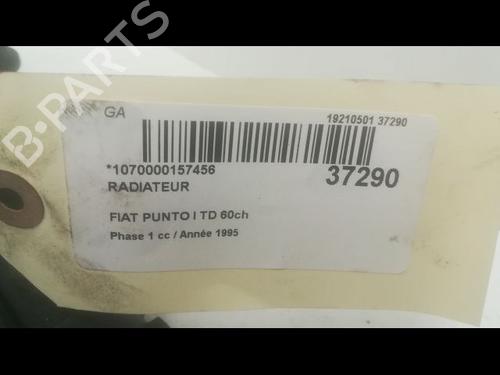 GA
19210501 37290
*1070000157456
37290
RADIATEUR
FIAT PUNTO I TD 60ch
Phase 1 cc / Année 1995
B-PARTS